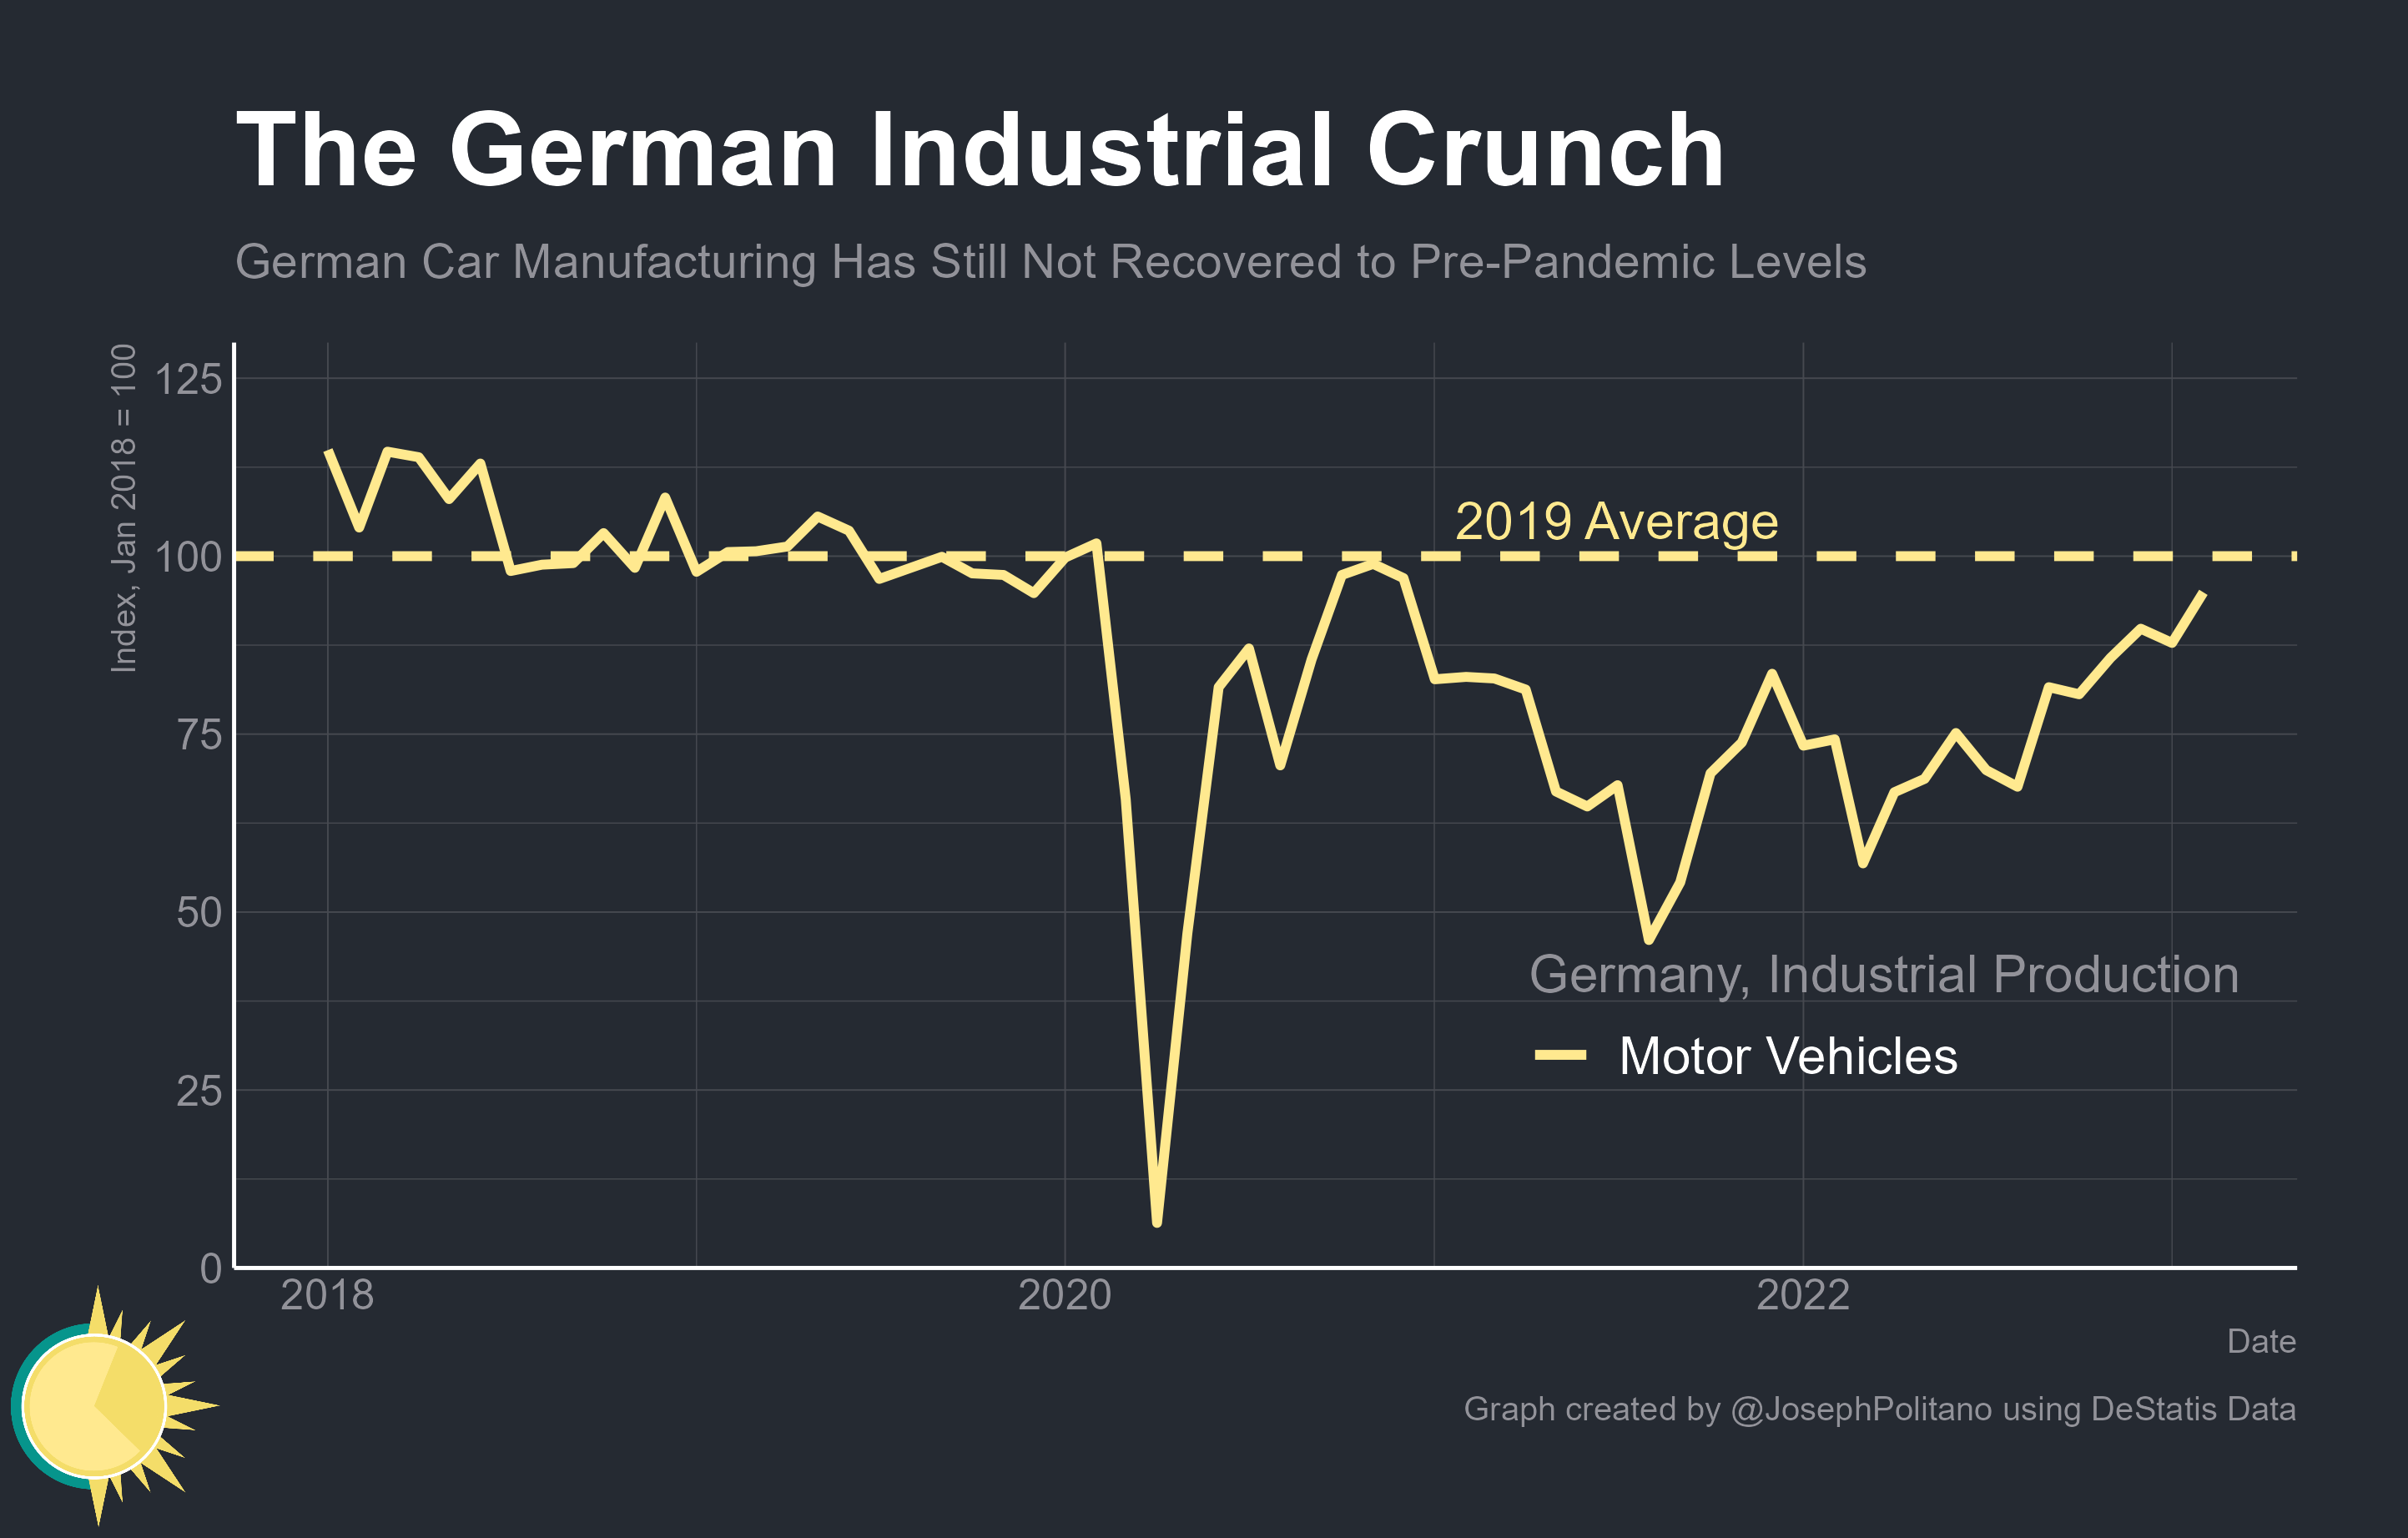 The German Industrial Crunch
German Car Manufacturing Has Still Not Recovered to Pre-Pandemic Levels
Index, Jan 2018 = 100
125
100
75
50
25
0
2019 Average
Germany, Industrial Production
Motor Vehicles
2018
2020
2022
Date
Graph created by @JosephPolitano using DeStatis Data